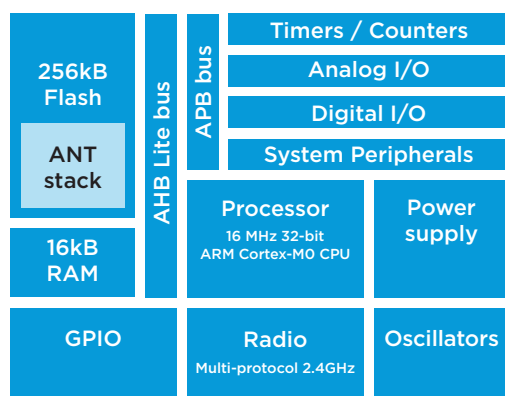 256kB
Flash
ANT
stack
16kB
RAM
AHB Lite bus
APB bus
Timers / Counters
Analog I/O
Digital I/O
System Peripherals
Processor
16 MHz 32-bit
ARM Cortex-M0 CPU
Power
supply
GPIO
Radio
Multi-protocol 2.4GHz
Oscillators